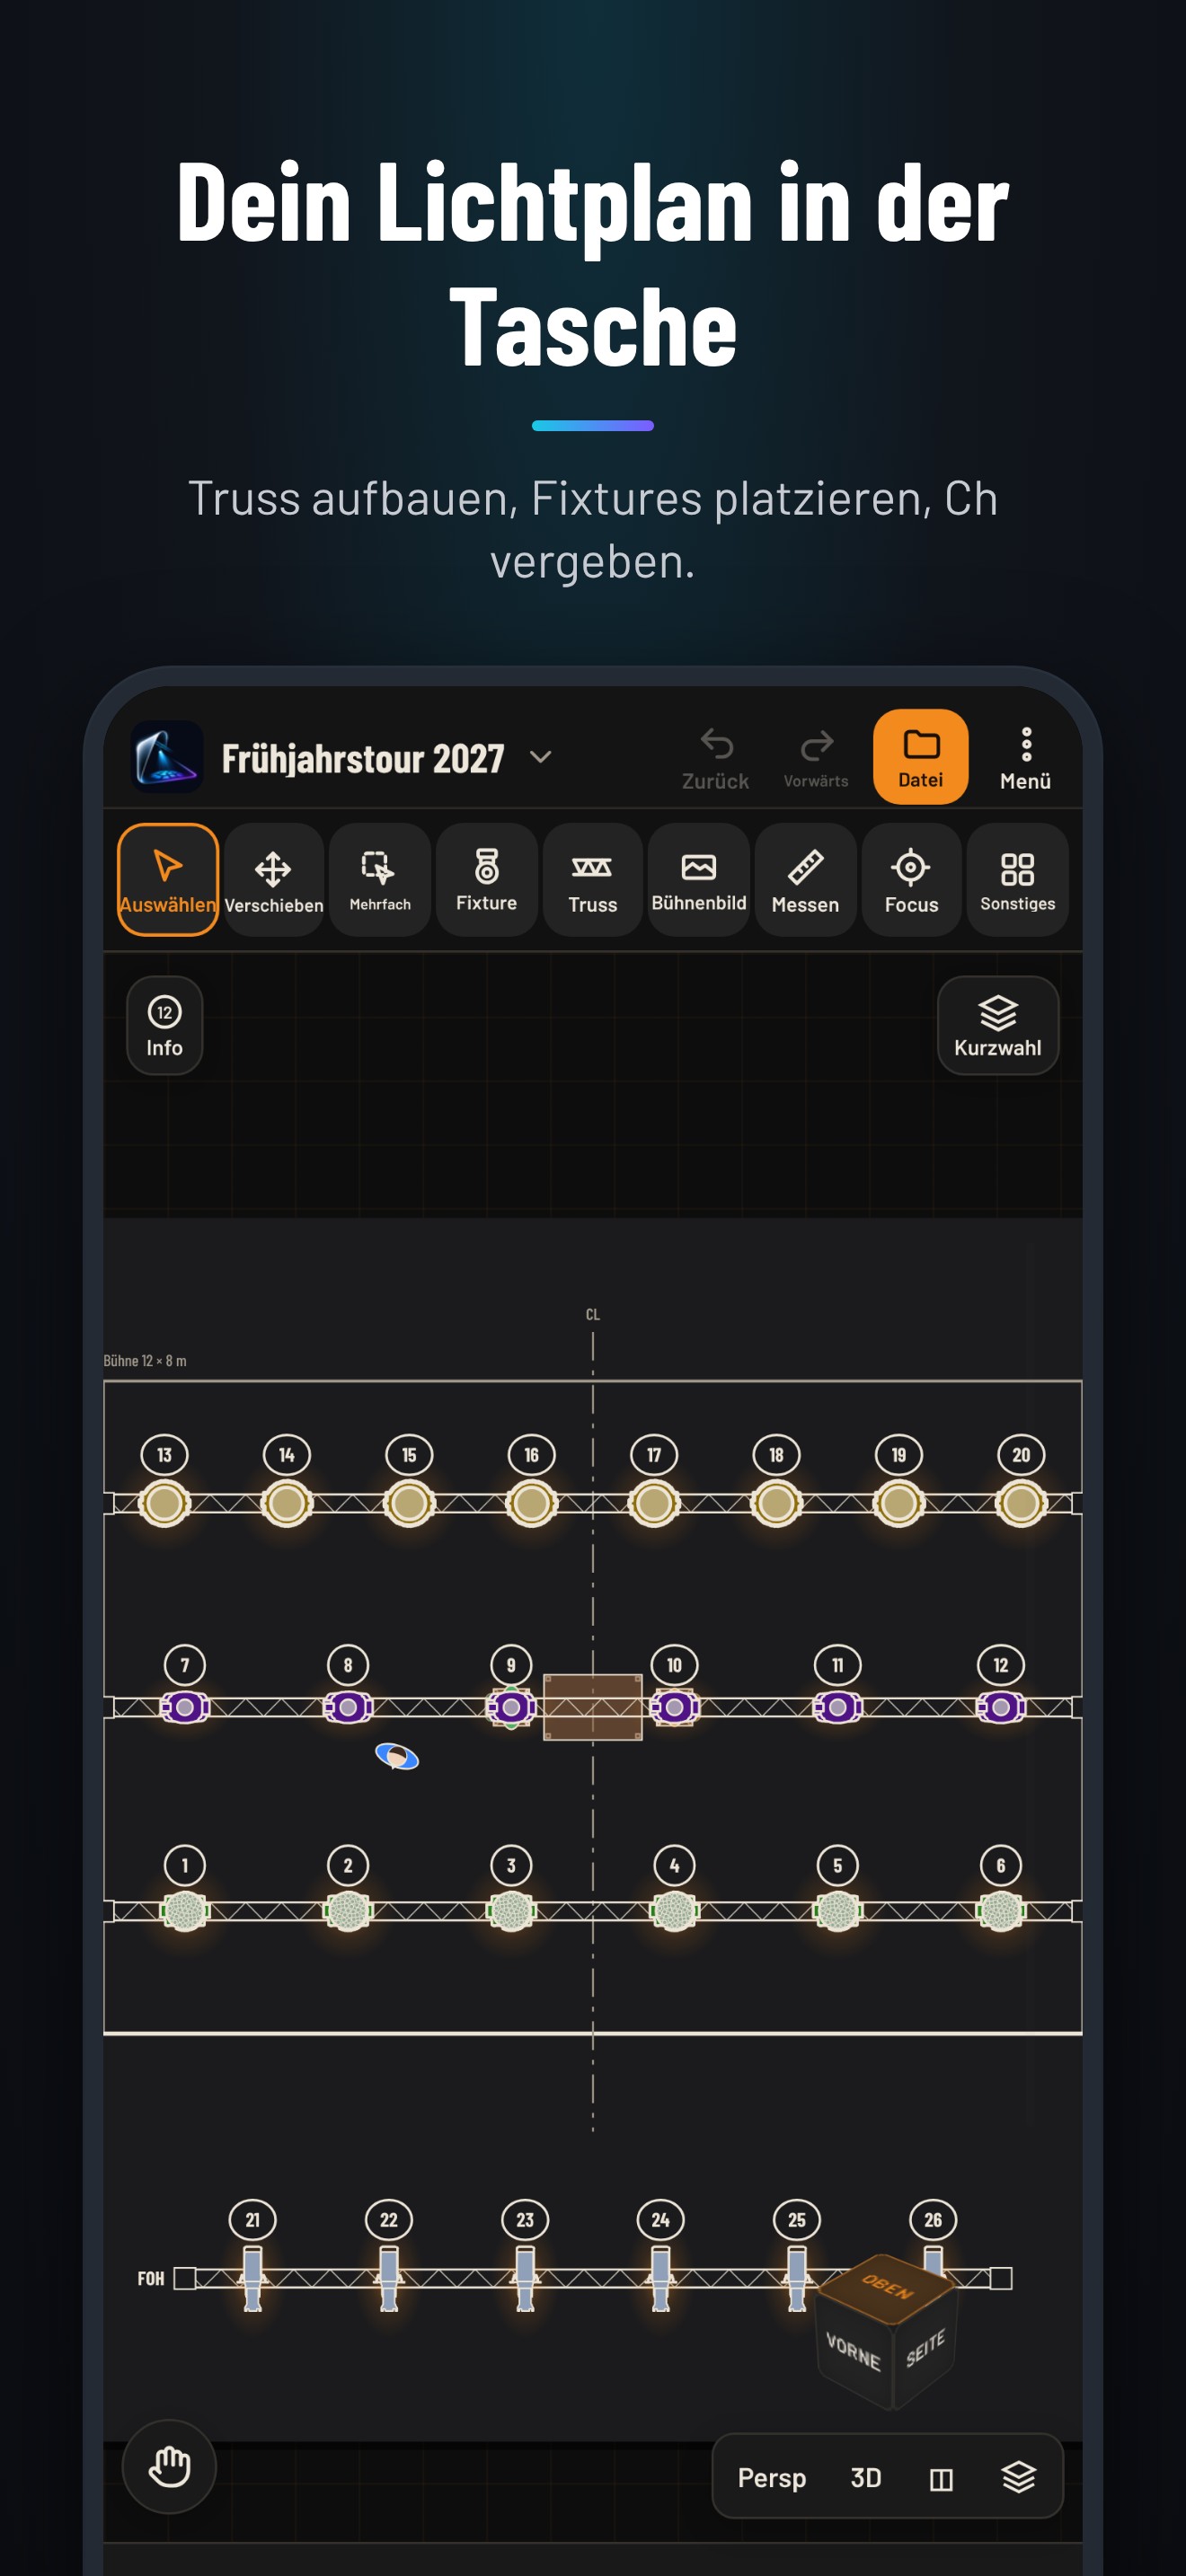 Dein Lichtplan in der
Tasche
Truss aufbauen, Fixtures platzieren, Ch
vergeben.
Frühjahrstour 2027
Zurück
Vorwärts
Datei
Menü
Auswählen
Verschieben
Mehrfach
Fixture
Truss
Bühnenbild
Messen
Focus
Sonstiges
12
Info
Kurzwahl
CL
Bühne 12 × 8 m
13 14 15 16 17 18 19 20
7 8 9 10 11 12
1 2 3 4 5 6
21 22 23 24 25 26
FOH
OBEN
VORNE
SEITE
Persp
3D